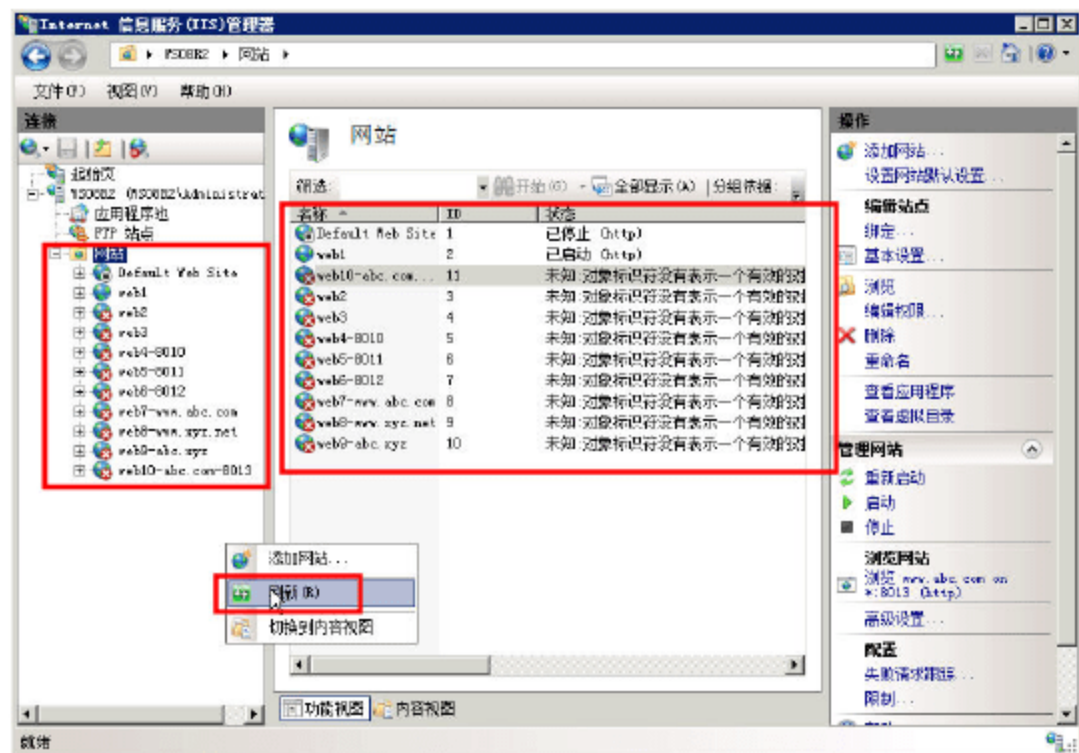 Internet 信息服务(IIS)管理器
WS08R2 网站
文件(F) 视图(V) 帮助(H)
连接
起始页
WS08R2 (WS08R2\Administrat
应用程序池
FTP 站点
网站
Default Web Site
web1
web2
web3
web4-8010
web5-8011
web6-8012
web7-www.abc.com
web8-www.xyz.net
web9-abc.xyz
web10-abc.com-8013
网站
筛选: 开始(G) 全部显示(A) 分组依据:
名称 ID 状态
Default Web Site 1 已停止 (http)
web1 2 已启动 (http)
web10-abc.com... 11 未知:对象标识符没有表示一个有效的对
web2 3 未知:对象标识符没有表示一个有效的对
web3 4 未知:对象标识符没有表示一个有效的对
web4-8010 5 未知:对象标识符没有表示一个有效的对
web5-8011 6 未知:对象标识符没有表示一个有效的对
web6-8012 7 未知:对象标识符没有表示一个有效的对
web7-www.abc.com 8 未知:对象标识符没有表示一个有效的对
web8-www.xyz.net 9 未知:对象标识符没有表示一个有效的对
web9-abc.xyz 10 未知:对象标识符没有表示一个有效的对
添加网站...
刷新(R)
切换到内容视图
功能视图 内容视图
操作
添加网站...
设置网站默认设置...
编辑站点
绑定...
基本设置...
浏览
编辑权限...
删除
重命名
查看应用程序
查看虚拟目录
管理网站
重新启动
启动
停止
浏览网站
浏览 www.abc.com on
*:8013 (http)
高级设置...
配置
失败请求跟踪...
限制...
就绪